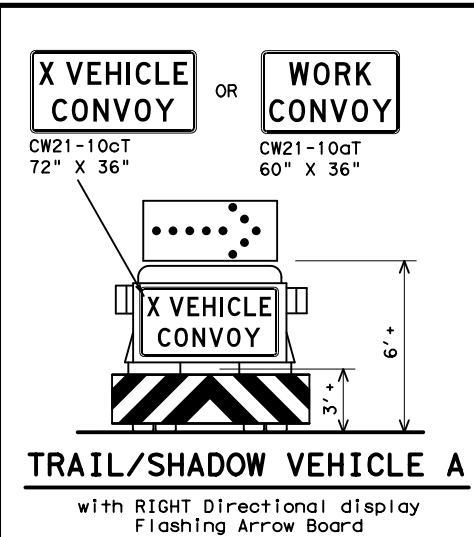 X VEHICLE
CONVOY
OR
WORK
CONVOY
CW21-10cT
72" X 36"
CW21-10aT
60" X 36"
X VEHICLE
CONVOY
6'+
3'+
TRAIL/SHADOW VEHICLE A
with RIGHT Directional display
Flashing Arrow Board